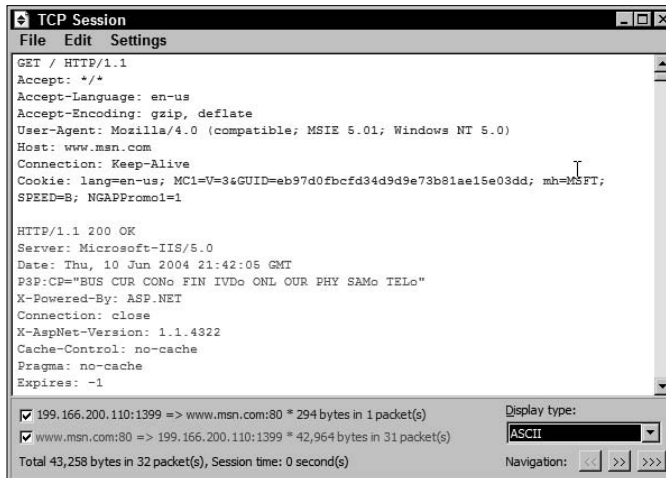 TCP Session
File Edit Settings
GET / HTTP/1.1
Accept: */*
Accept-Language: en-us
Accept-Encoding: gzip, deflate
User-Agent: Mozilla/4.0 (compatible; MSIE 5.01; Windows NT 5.0)
Host: www.msn.com
Connection: Keep-Alive
Cookie: lang=en-us; MC1=V=3&GUID=eb97d0fbcfd34d9d9e73b81ae15e03dd; mh=MSFT;
SPEED=B; NGAPPromo1=1
HTTP/1.1 200 OK
Server: Microsoft-IIS/5.0
Date: Thu, 10 Jun 2004 21:42:05 GMT
P3P:CP="BUS CUR CONo FIN IVDo ONL OUR PHY SAMo TELo"
X-Powered-By: ASP.NET
Connection: close
X-AspNet-Version: 1.1.4322
Cache-Control: no-cache
Pragma: no-cache
Expires: -1
199.166.200.110:1399 => www.msn.com:80 * 294 bytes in 1 packet(s)
www.msn.com:80 => 199.166.200.110:1399 * 42,964 bytes in 31 packet(s)
Total 43,258 bytes in 32 packet(s), Session time: 0 second(s)
Display type:
ASCII
Navigation: << >> >>>